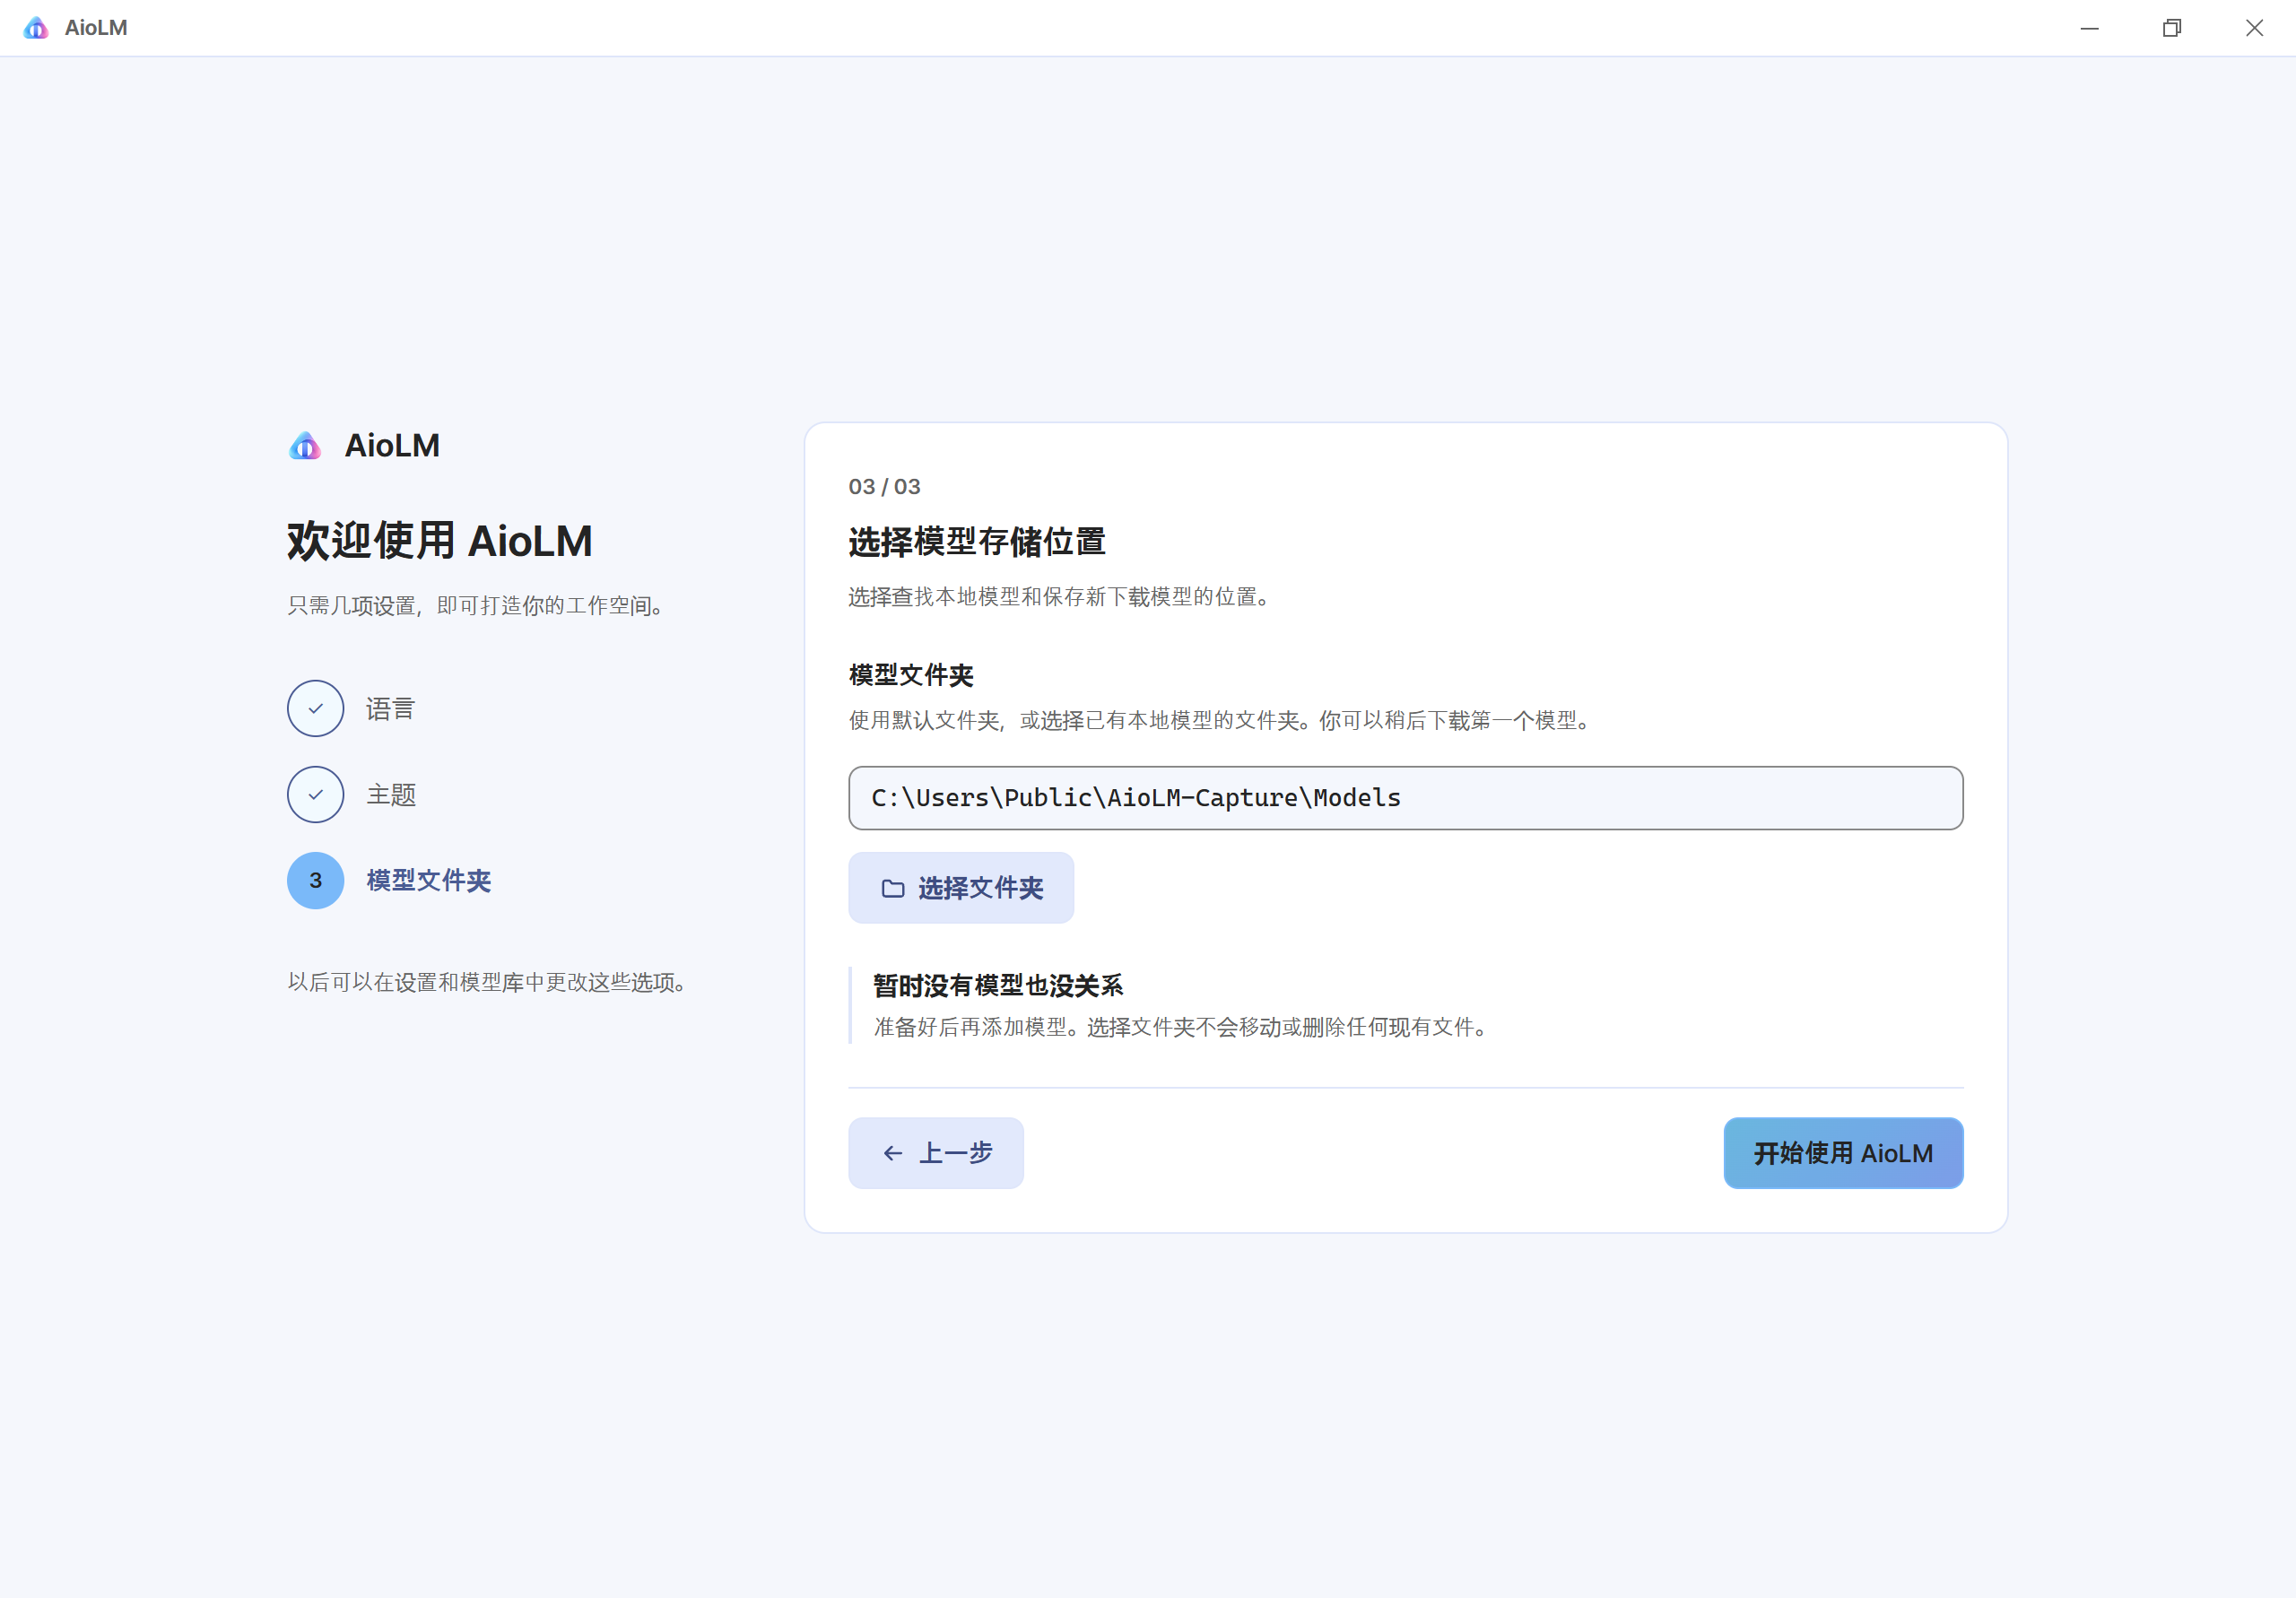 AioLM
AioLM
欢迎使用 AioLM
只需几项设置，即可打造你的工作空间。
语言
主题
3
模型文件夹
以后可以在设置和模型库中更改这些选项。
03 / 03
选择模型存储位置
选择查找本地模型和保存新下载模型的位置。
模型文件夹
使用默认文件夹，或选择已有本地模型的文件夹。你可以稍后下载第一个模型。
C:\Users\Public\AioLM-Capture\Models
选择文件夹
暂时没有模型也没关系
准备好后再添加模型。选择文件夹不会移动或删除任何现有文件。
上一步
开始使用 AioLM